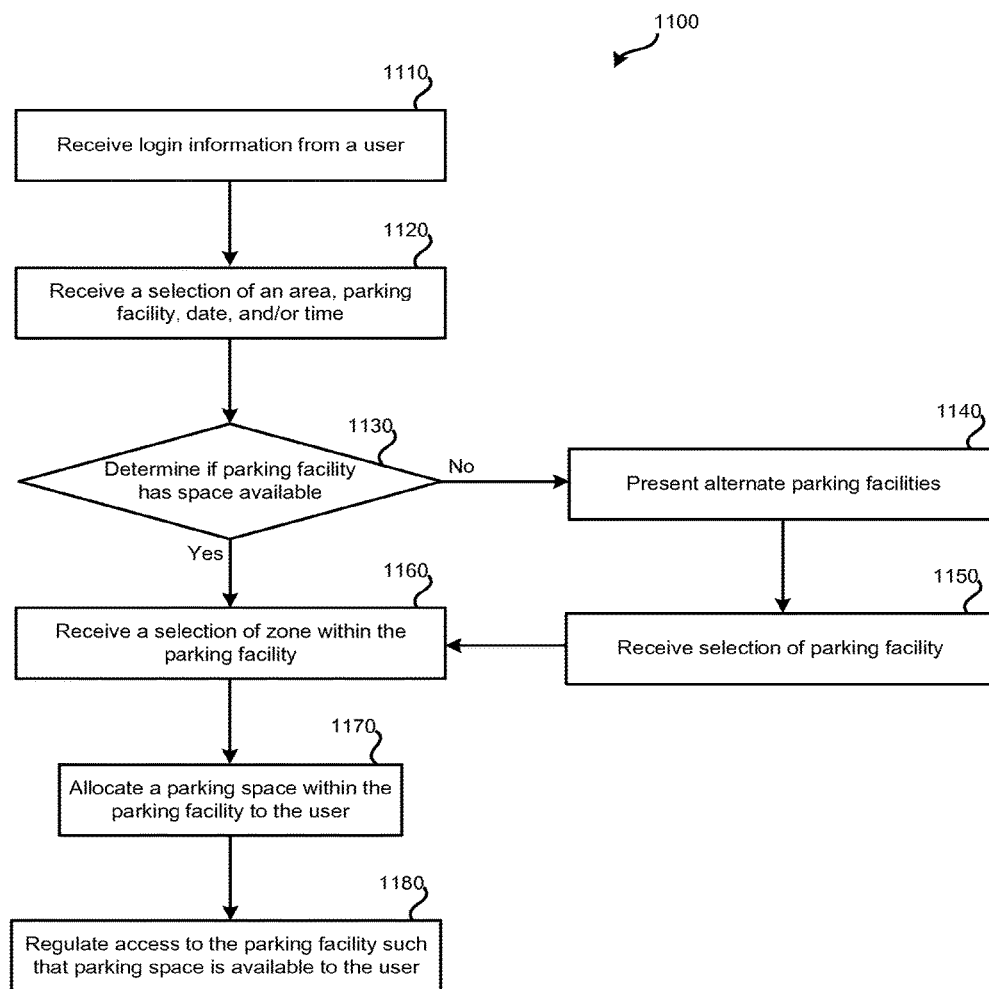 1100
1110
Receive login information from a user
1120
Receive a selection of an area, parking
facility, date, and/or time
1130
Determine if parking facility
has space available
No
Yes
1140
Present alternate parking facilities
1150
Receive selection of parking facility
1160
Receive a selection of zone within the
parking facility
1170
Allocate a parking space within the
parking facility to the user
1180
Regulate access to the parking facility such
that parking space is available to the user